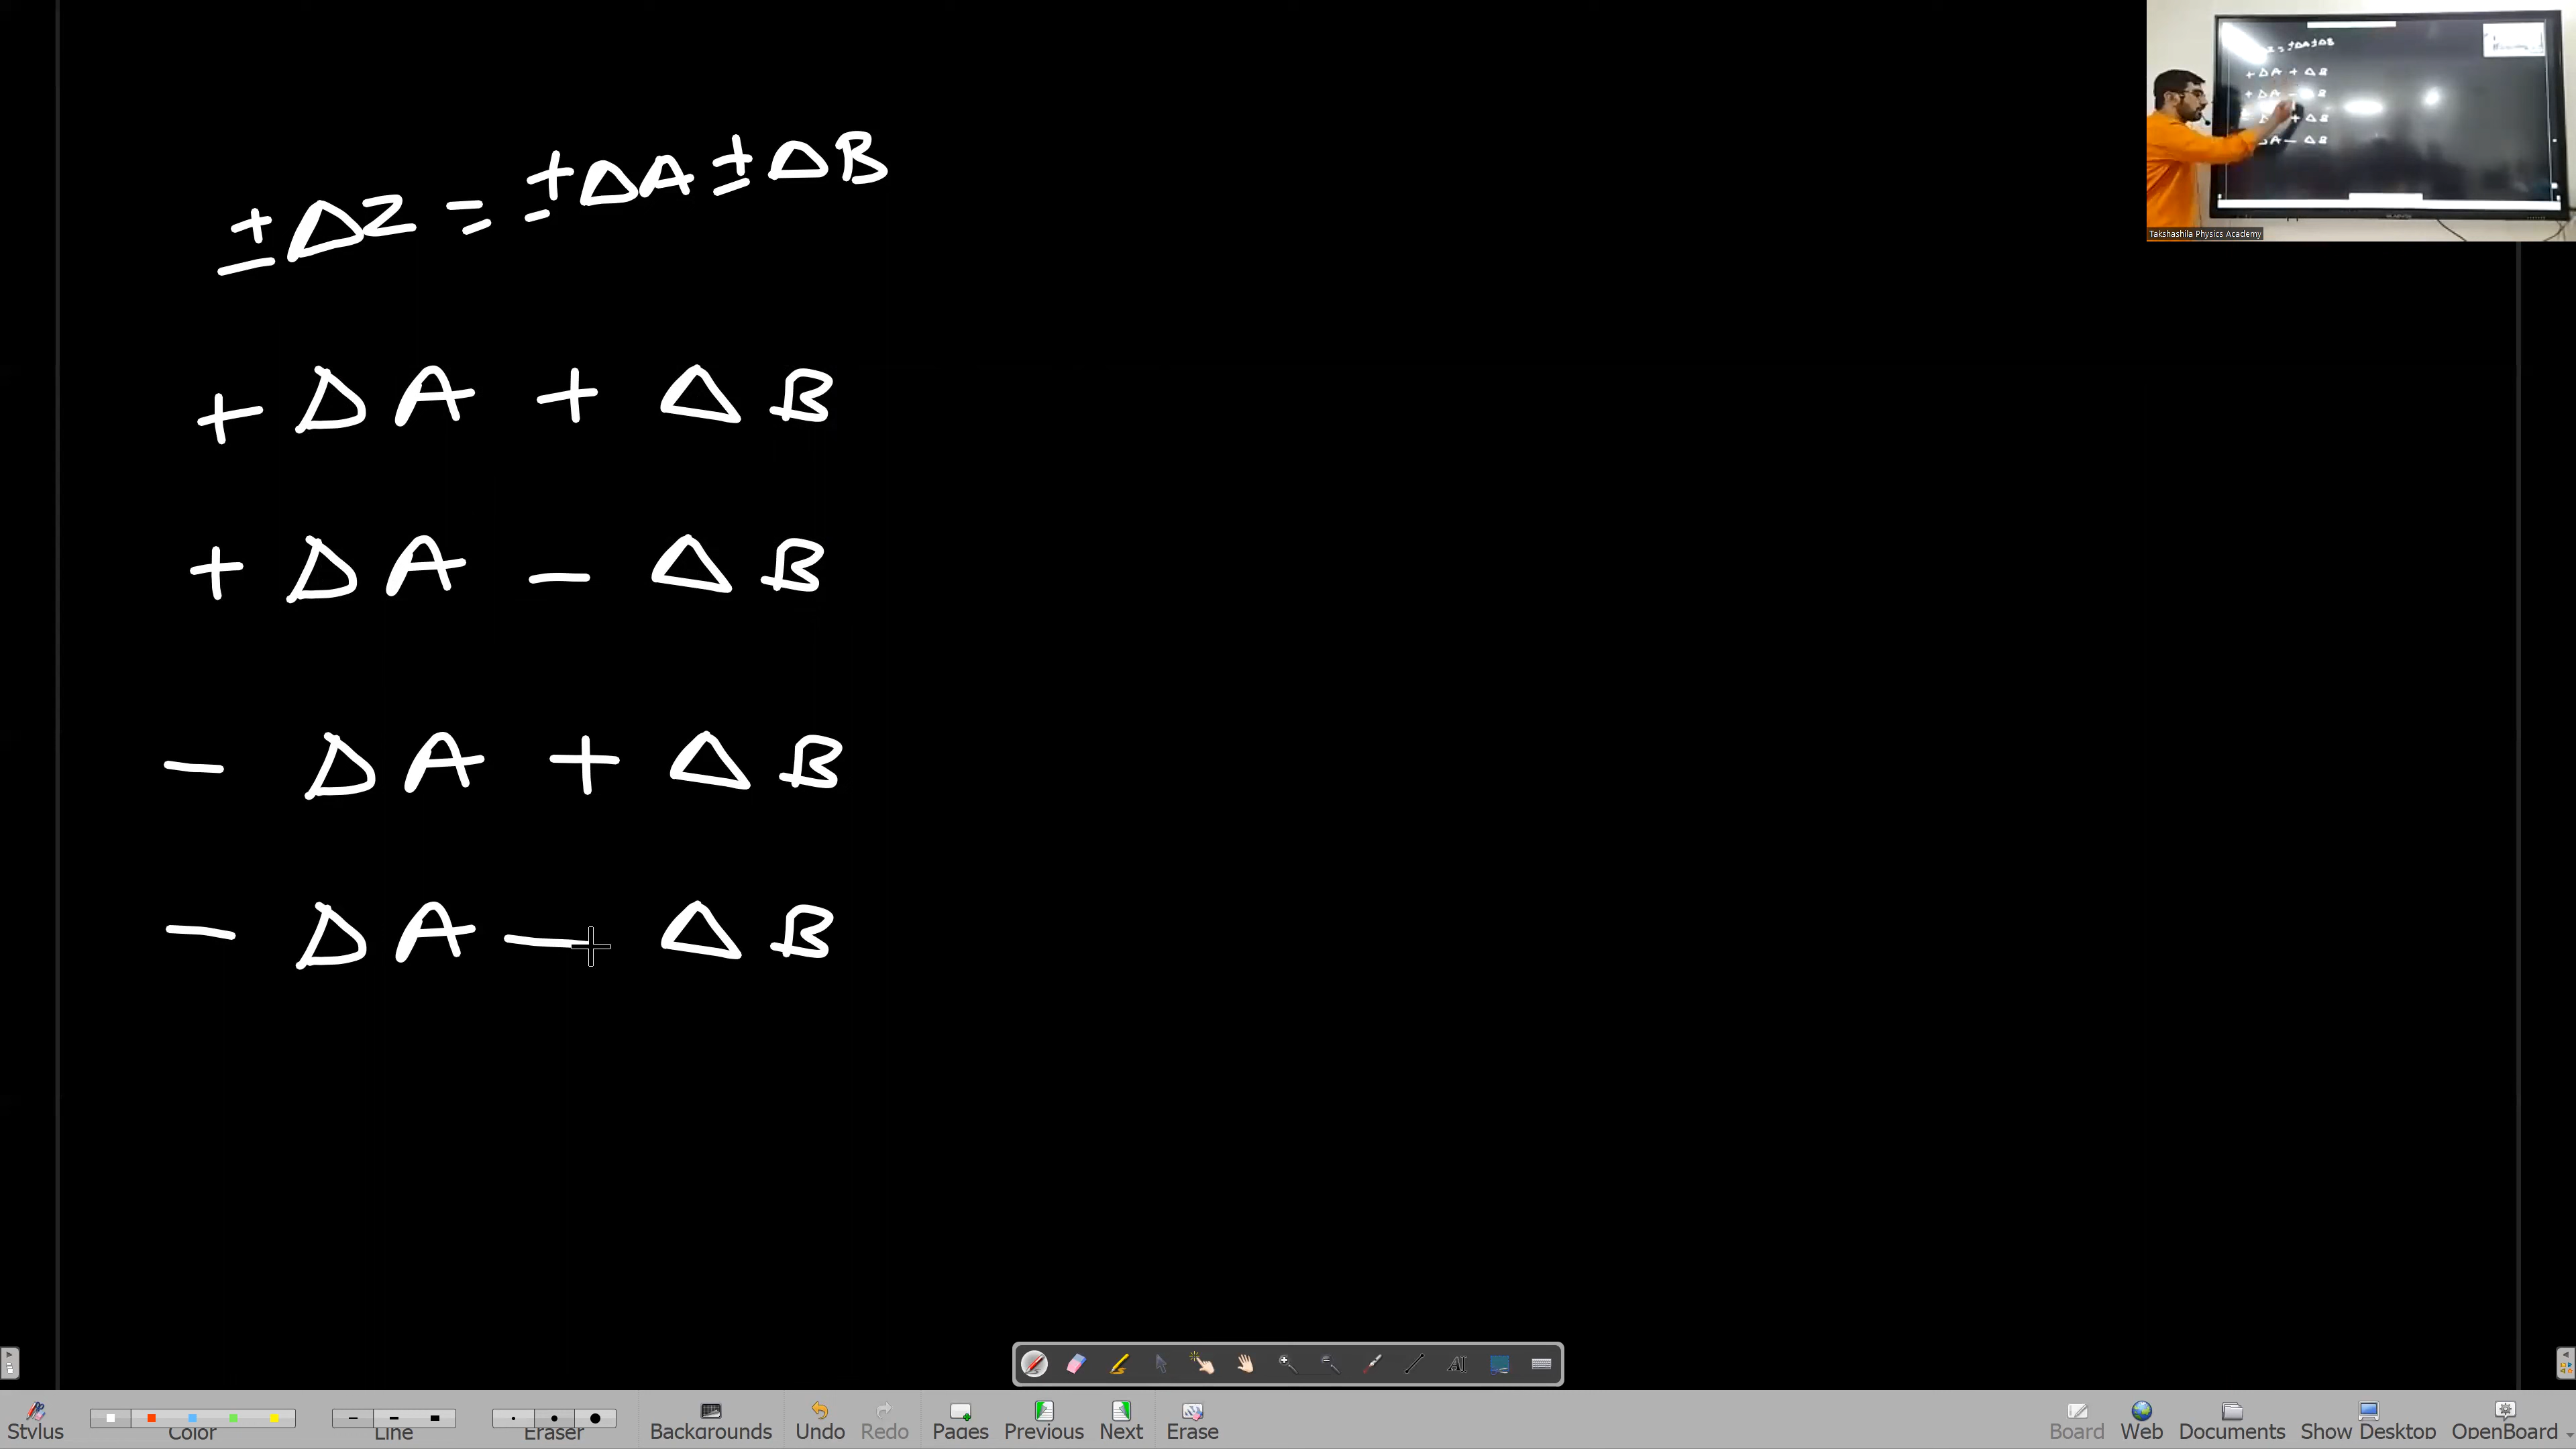 ± ΔZ = ± ΔA ± ΔB
+ ΔA + ΔB
+ ΔA - ΔB
- ΔA + ΔB
- ΔA - ΔB
Takshashila Physics Academy
Stylus Color Line Eraser Backgrounds Undo Redo Pages Previous Next Erase Board Web Documents Show Desktop OpenBoard